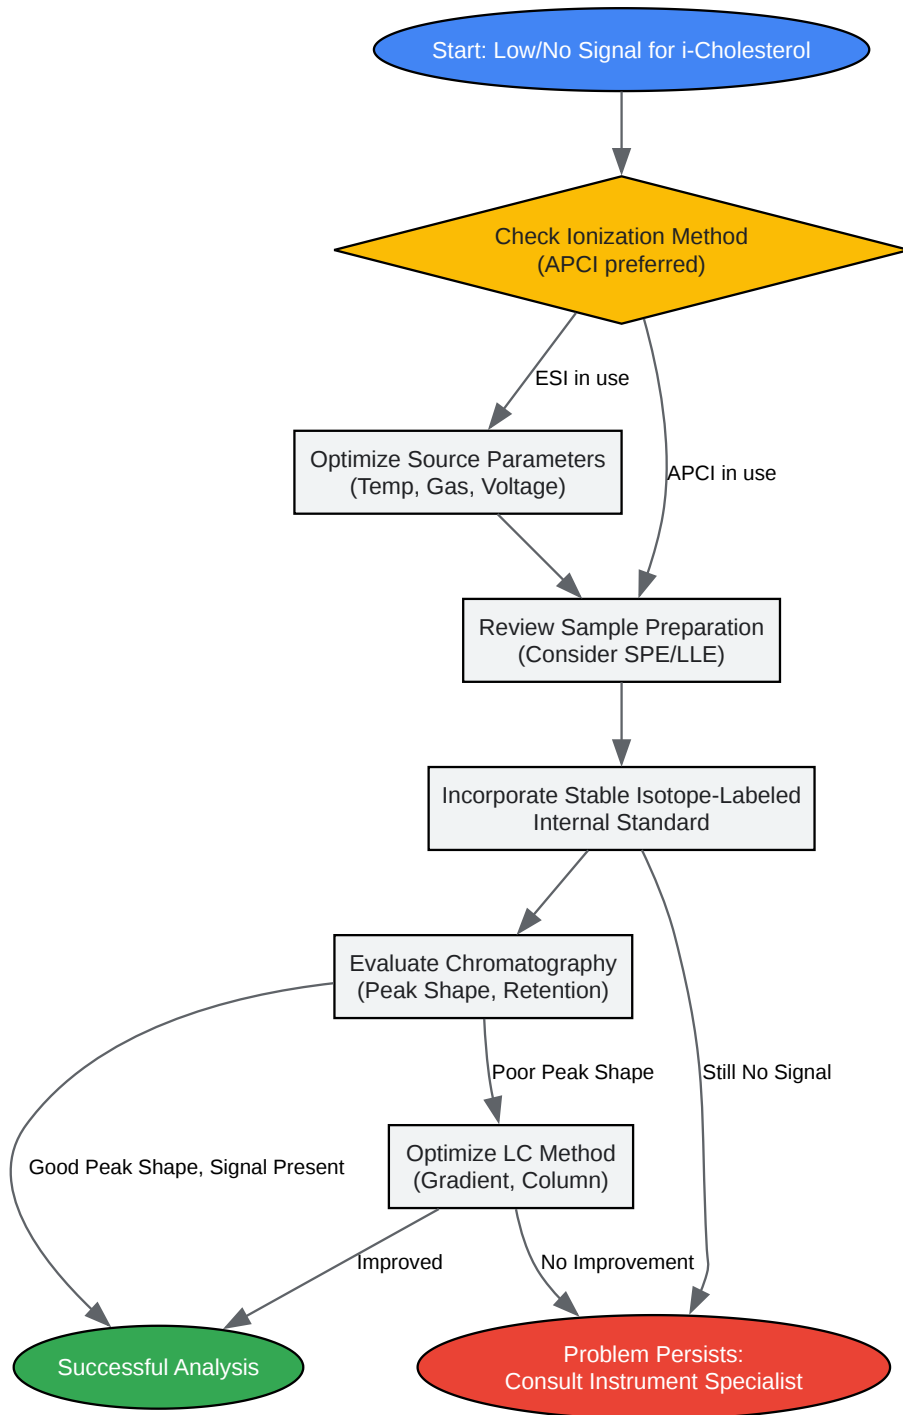 Start: Low/No Signal for i-Cholesterol
Check Ionization Method
(APCI preferred)
ESI in use
Optimize Source Parameters
(Temp, Gas, Voltage)
APCI in use
Review Sample Preparation
(Consider SPE/LLE)
Incorporate Stable Isotope-Labeled
Internal Standard
Evaluate Chromatography
(Peak Shape, Retention)
Poor Peak Shape
Still No Signal
Optimize LC Method
(Gradient, Column)
Good Peak Shape, Signal Present
Improved
No Improvement
Successful Analysis
Problem Persists:
Consult Instrument Specialist